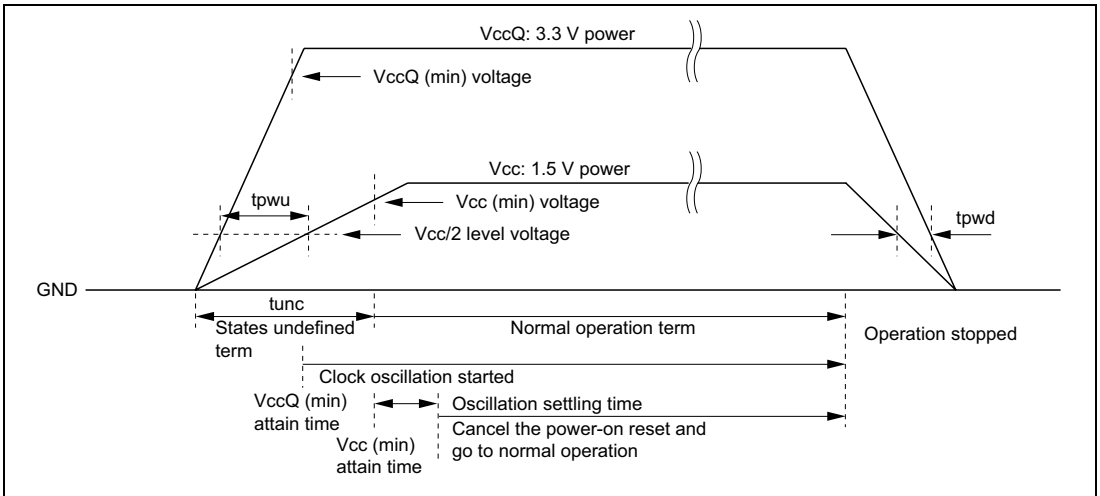 VccQ: 3.3 V power
VccQ (min) voltage
Vcc: 1.5 V power
tpwu
Vcc (min) voltage
Vcc/2 level voltage
tpwd
GND
tunc
States undefined
term
Normal operation term
Operation stopped
Clock oscillation started
VccQ (min)
attain time
Oscillation settling time
Cancel the power-on reset and
go to normal operation
Vcc (min)
attain time